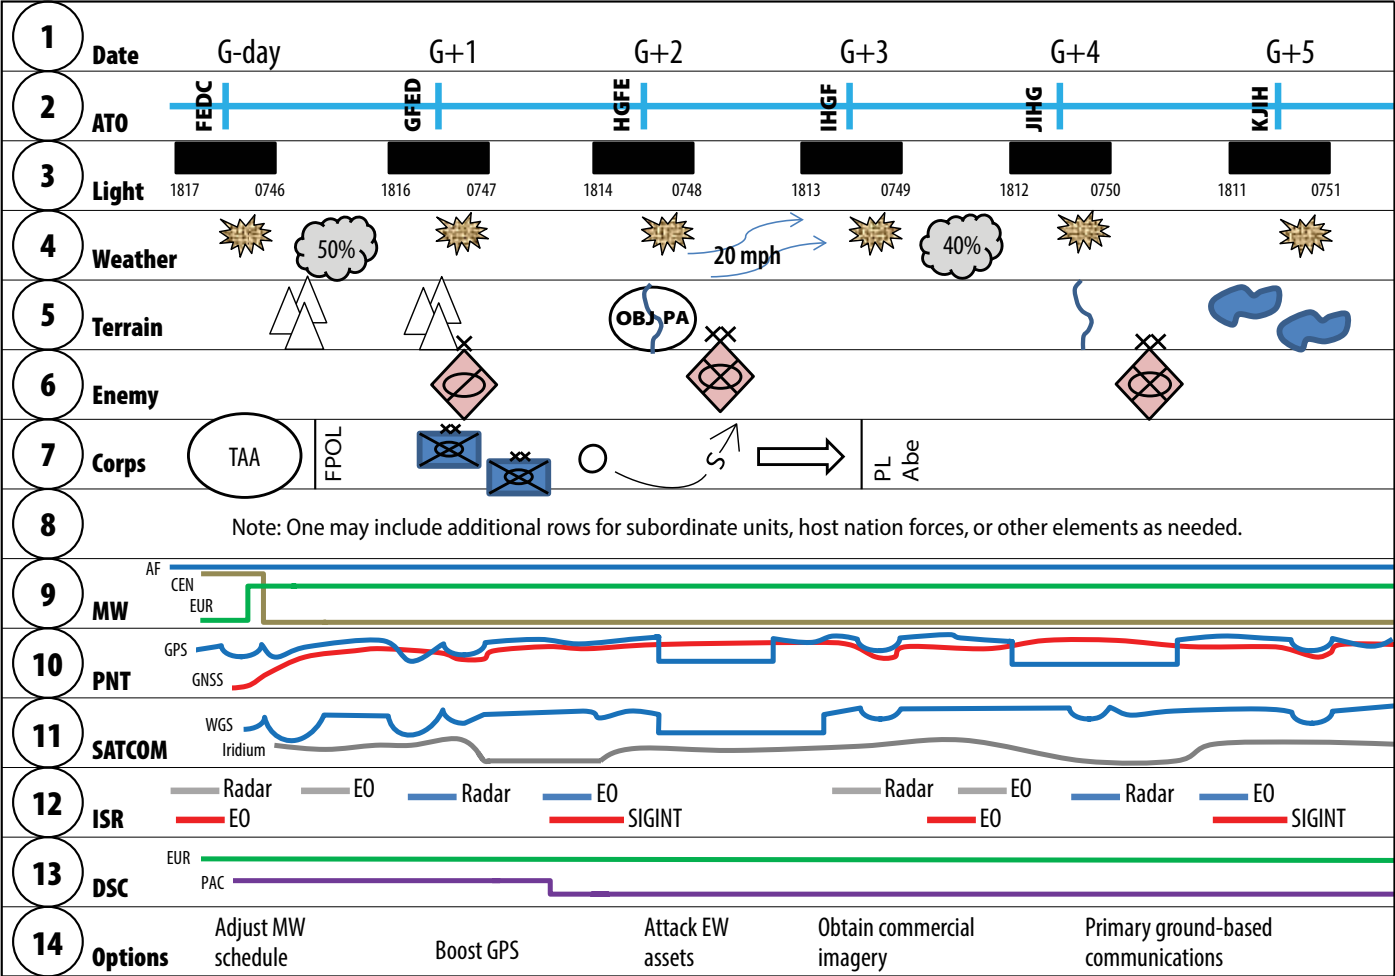 1 Date G-day G+1 G+2 G+3 G+4 G+5
2 ATO FEDC GFED HGFE IHGF JIHG KJIH
3 Light 1817 0746 1816 0747 1814 0748 1813 0749 1812 0750 1811 0751
4 Weather 50% 20 mph 40%
5 Terrain OBJ PA
6 Enemy
7 Corps TAA FPOL S PL Abe
8 Note: One may include additional rows for subordinate units, host nation forces, or other elements as needed.
9 MW AF CEN EUR
10 PNT GPS GNSS
11 SATCOM WGS Iridium
12 ISR Radar EO Radar EO Radar EO Radar EO
EO SIGINT EO SIGINT
13 DSC EUR PAC
14 Options Adjust MW schedule Boost GPS Attack EW assets Obtain commercial imagery Primary ground-based communications